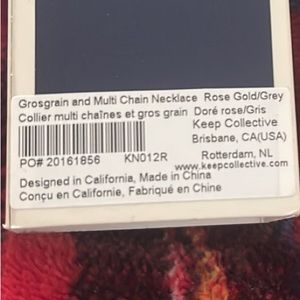 Grosgrain and Multi Chain Necklace Rose Gold/Grey
Collier multi chaînes et gros grain Doré rose/Gris
Keep Collective
Brisbane, CA(USA)
PO# 20161856 KN012R Rotterdam, NL
www.keepcollective.com
Designed in California, Made in China
Conçu en Californie, Fabriqué en Chine